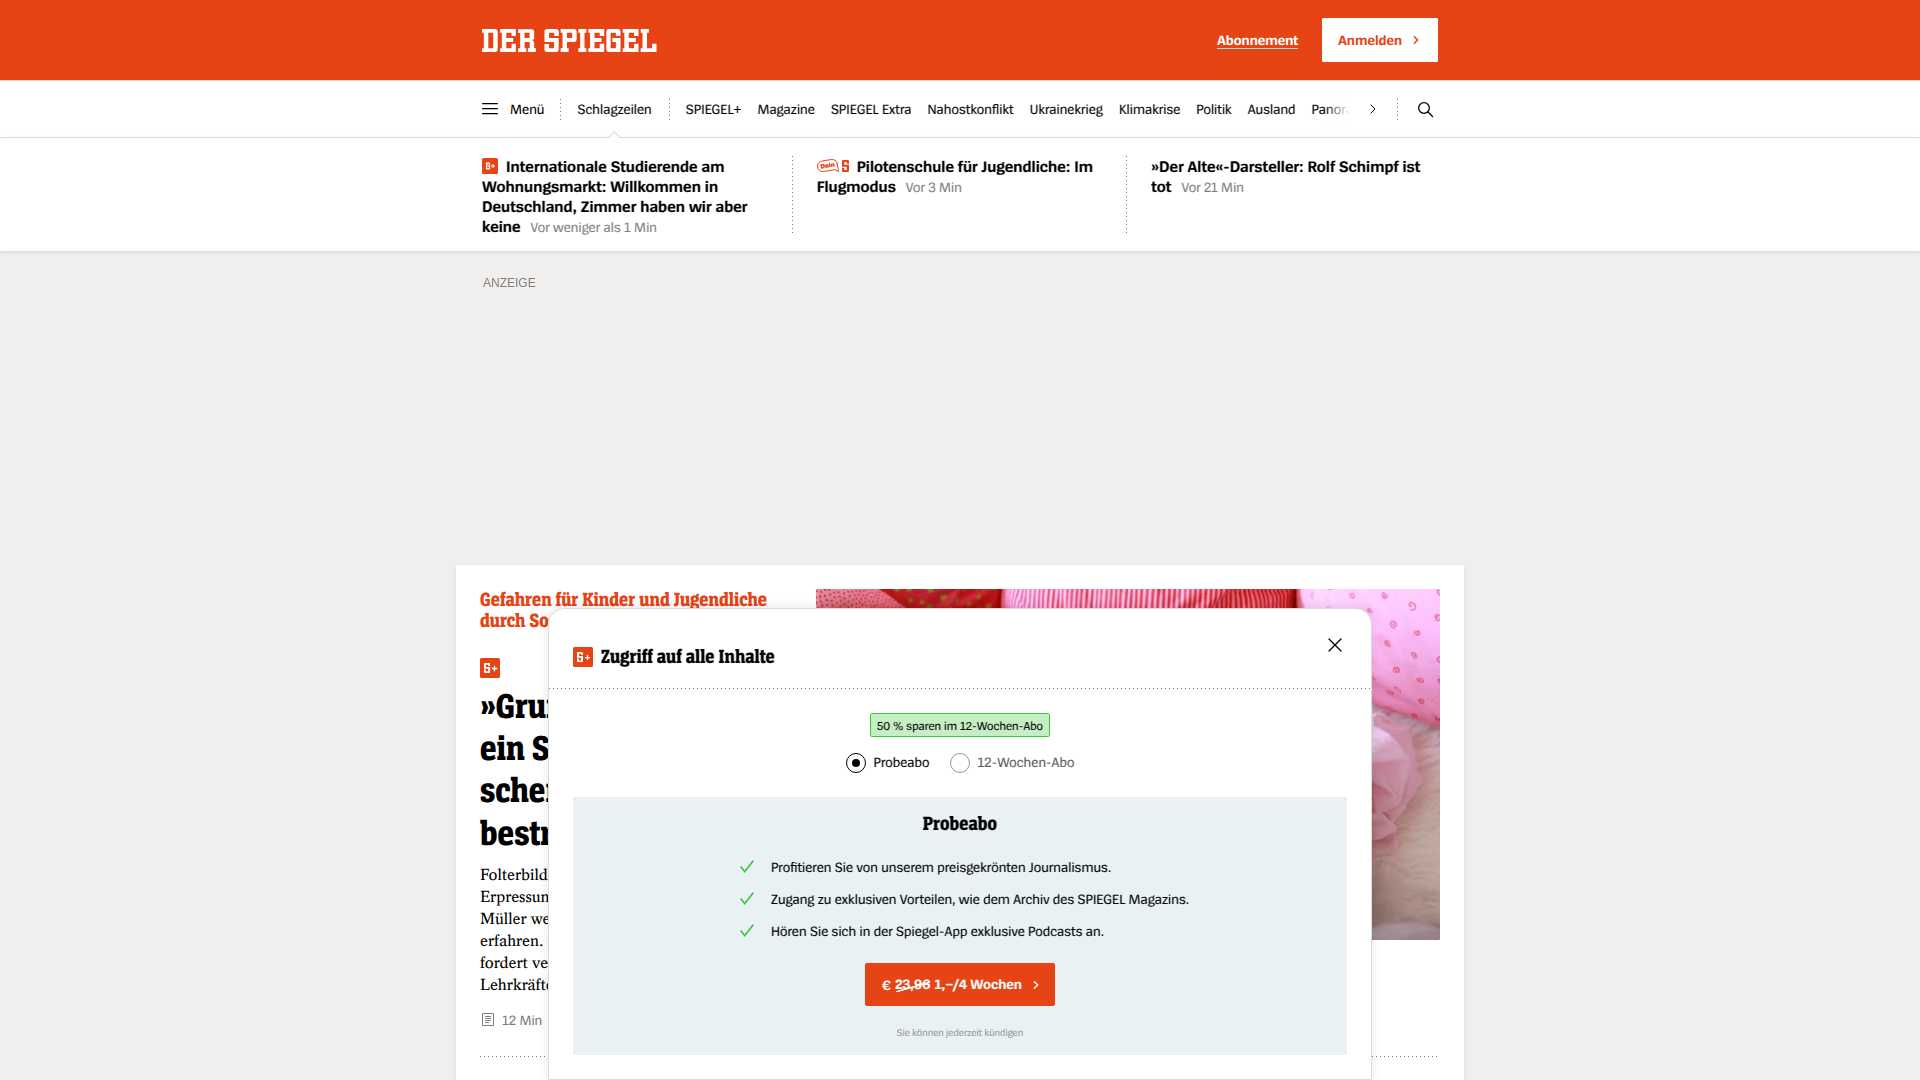 DER SPIEGEL
Abonnement
Anmelden
Menü
Schlagzeilen
SPIEGEL+
Magazine
SPIEGEL Extra
Nahostkonflikt
Ukrainekrieg
Klimakrise
Politik
Ausland
Panor
Internationale Studierende am
Wohnungsmarkt: Willkommen in
Deutschland, Zimmer haben wir aber
keine Vor weniger als 1 Min
Dein S Pilotenschule für Jugendliche: Im
Flugmodus Vor 3 Min
»Der Alte«-Darsteller: Rolf Schimpf ist
tot Vor 21 Min
ANZEIGE
Gefahren für Kinder und Jugendliche
durch So
S+
»Gru
ein S
sche
best
Folterbild
Erpressun
Müller we
erfahren.
fordert ve
Lehrkräfte
12 Min
S+ Zugriff auf alle Inhalte
50 % sparen im 12-Wochen-Abo
Probeabo
12-Wochen-Abo
Probeabo
Profitieren Sie von unserem preisgekrönten Journalismus.
Zugang zu exklusiven Vorteilen, wie dem Archiv des SPIEGEL Magazins.
Hören Sie sich in der Spiegel-App exklusive Podcasts an.
€ 23,96 1,–/4 Wochen
Sie können jederzeit kündigen